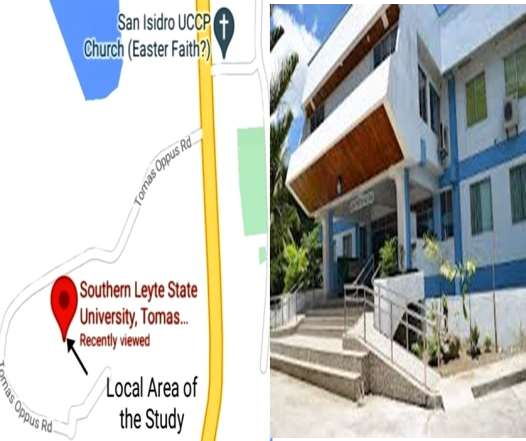 San Isidro UCCP
Church (Easter Faith?)
Tomas Oppus Rd
Southern Leyte State
University, Tomas...
Recently viewed
Local Area of
the Study
Tomas Oppus Rd